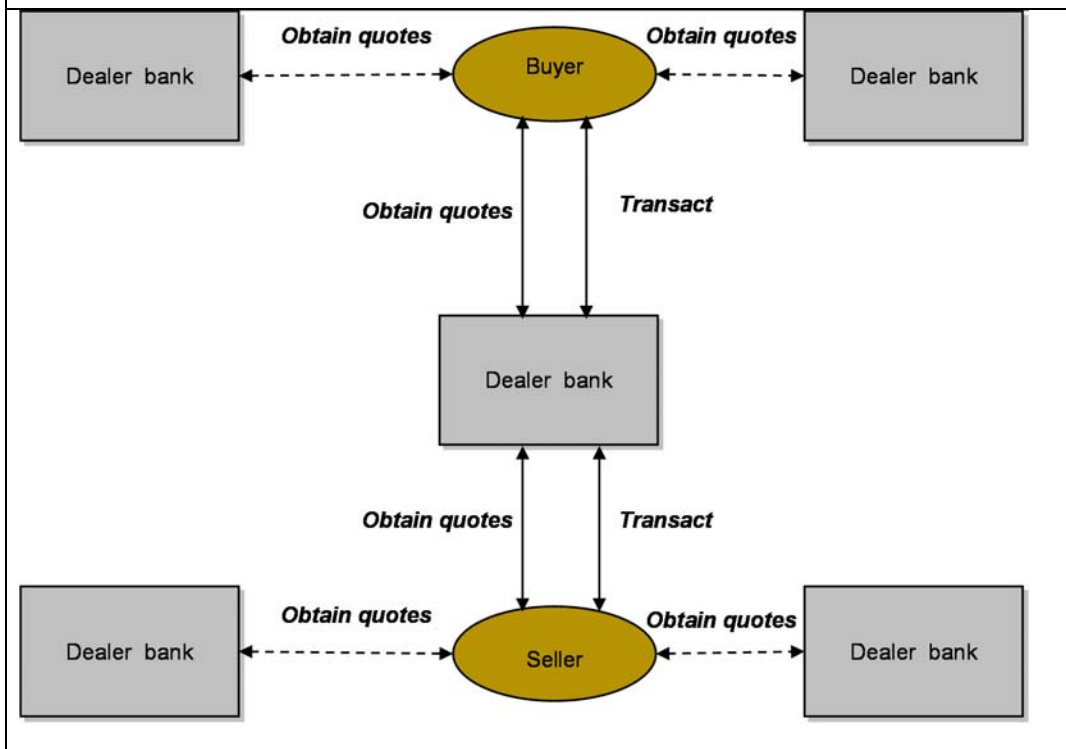 Obtain quotes
Obtain quotes
Buyer
Dealer bank
Dealer bank
Obtain quotes
Transact
Dealer bank
Obtain quotes
Transact
Obtain quotes
Obtain quotes
Dealer bank
Seller
Dealer bank